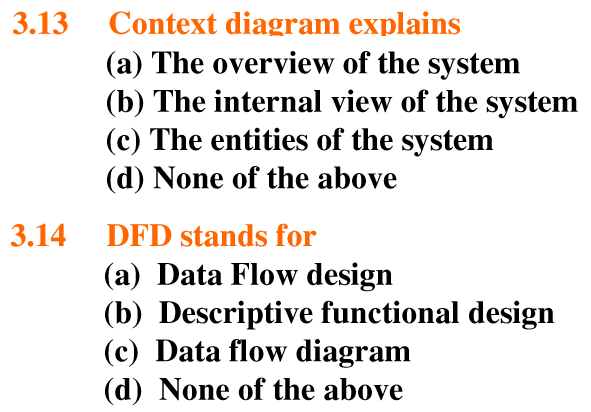 3.13 Context diagram explains
(a) The overview of the system
(b) The internal view of the system
(c) The entities of the system
(d) None of the above
3.14 DFD stands for
(a) Data Flow design
(b) Descriptive functional design
(c) Data flow diagram
(d) None of the above